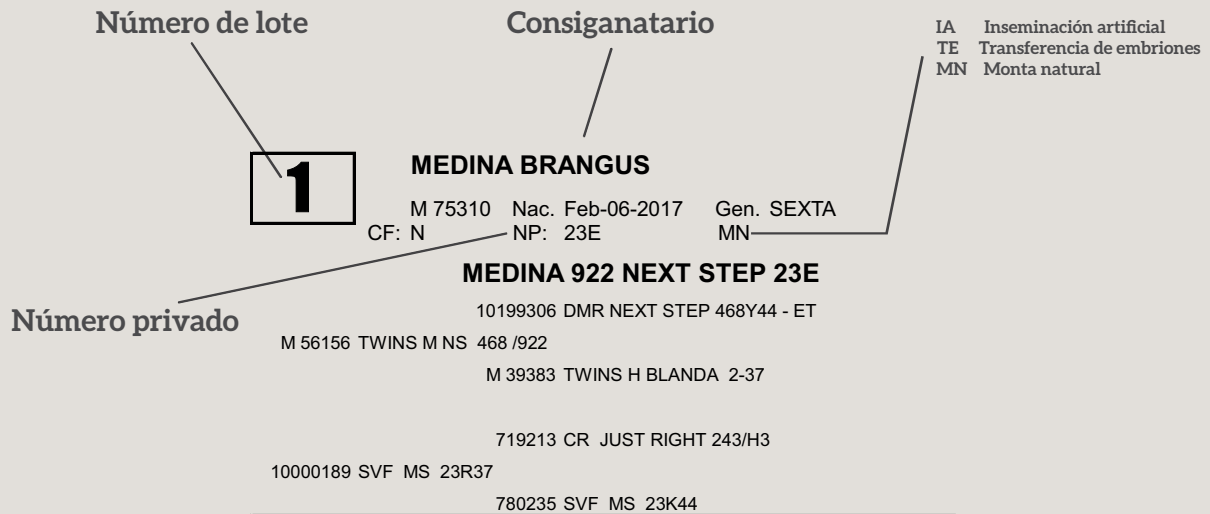 Número de lote
Consiganatario
IA Inseminación artificial
TE Transferencia de embriones
MN Monta natural
1
MEDINA BRANGUS
M 75310 Nac. Feb-06-2017 Gen. SEXTA
CF: N NP: 23E MN
MEDINA 922 NEXT STEP 23E
Número privado
10199306 DMR NEXT STEP 468Y44 - ET
M 56156 TWINS M NS 468 /922
M 39383 TWINS H BLANDA 2-37
719213 CR JUST RIGHT 243/H3
10000189 SVF MS 23R37
780235 SVF MS 23K44